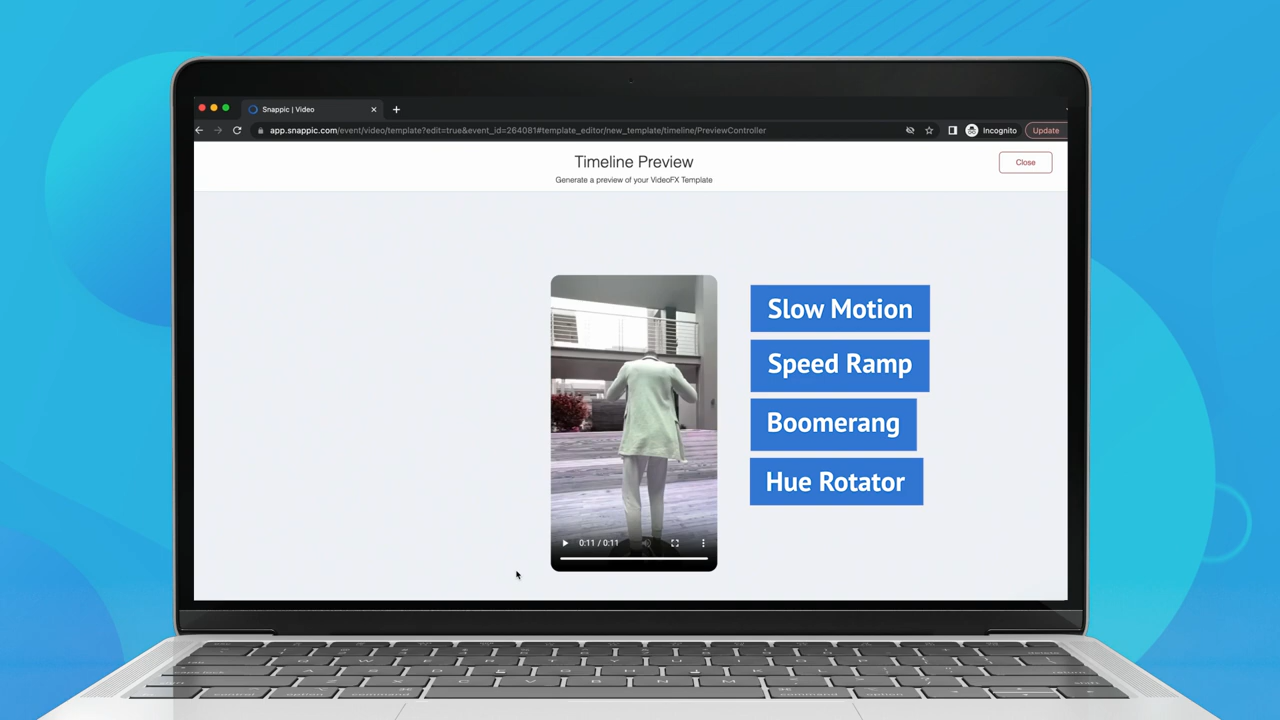 Snappic | Video
app.snappic.com/event/video/template?edit=true&event_id=264081#template_editor/new_template/timeline/PreviewController
Incognito
Update
Timeline Preview
Close
Generate a preview of your VideoFX Template
Slow Motion
Speed Ramp
Boomerang
Hue Rotator
0:11 / 0:11